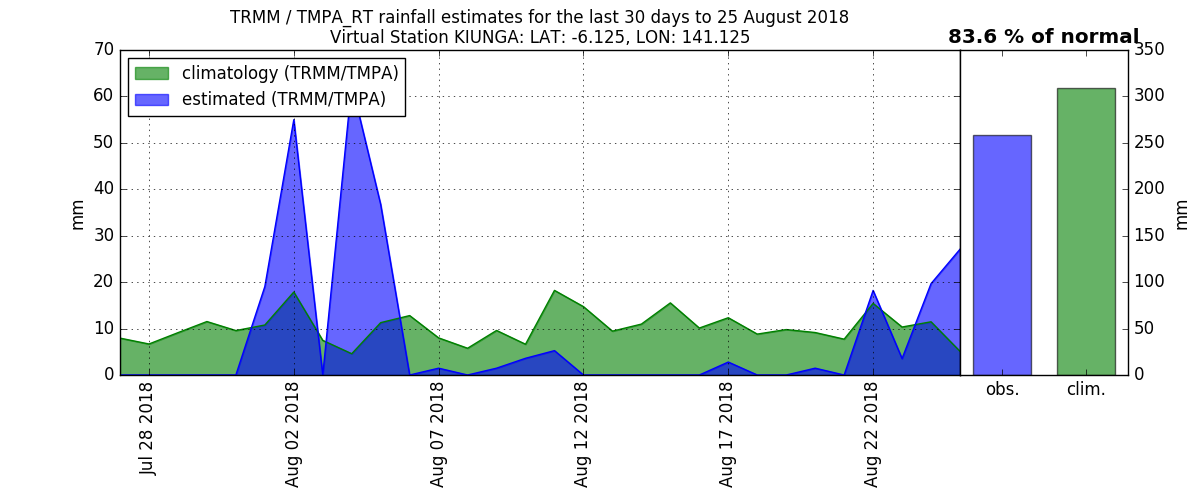 TRMM / TMPA_RT rainfall estimates for the last 30 days to 25 August 2018
Virtual Station KIUNGA: LAT: -6.125, LON: 141.125
83.6 % of normal
climatology (TRMM/TMPA)
estimated (TRMM/TMPA)
mm
70
60
50
40
30
20
10
0
Jul 28 2018
Aug 02 2018
Aug 07 2018
Aug 12 2018
Aug 17 2018
Aug 22 2018
obs.
clim.
350
300
250
200
150
100
50
0
mm